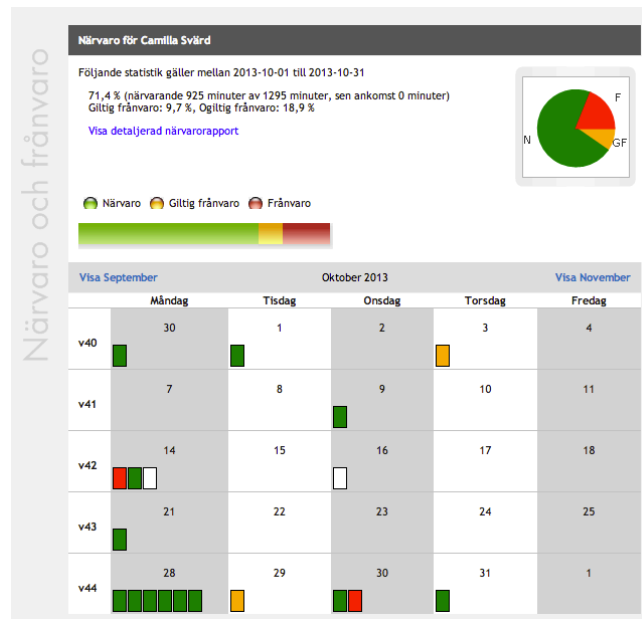 Närvaro och frånvaro
Närvaro för Camilla Svärd
Följande statistik gäller mellan 2013-10-01 till 2013-10-31
71,4 % (närvarande 925 minuter av 1295 minuter, sen ankomst 0 minuter)
Giltig frånvaro: 9,7 %, Ogiltig frånvaro: 18,9 %
Visa detaljerad närvarorapport
F
N
GF
Närvaro Giltig frånvaro Frånvaro
Visa September Oktober 2013 Visa November
Måndag Tisdag Onsdag Torsdag Fredag
v40 30 1 2 3 4
v41 7 8 9 10 11
v42 14 15 16 17 18
v43 21 22 23 24 25
v44 28 29 30 31 1